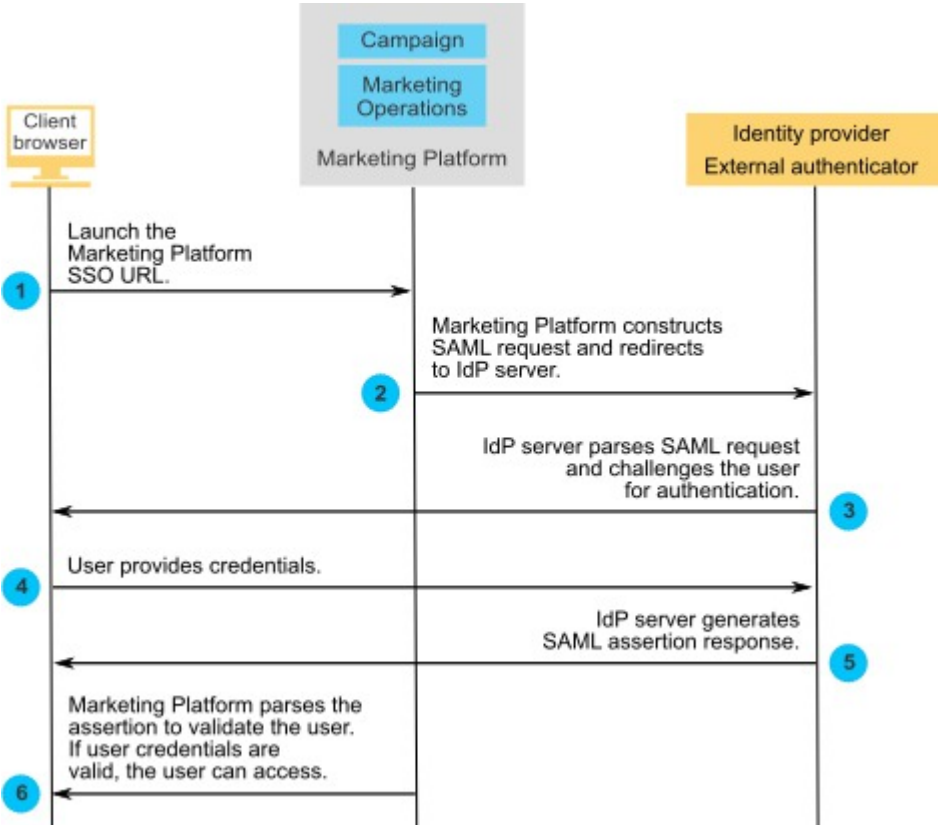 Campaign
Marketing
Operations
Marketing Platform
Client
browser
Identity provider
External authenticator
Launch the
Marketing Platform
SSO URL.
1
Marketing Platform constructs
SAML request and redirects
to IdP server.
2
IdP server parses SAML request
and challenges the user
for authentication.
3
User provides credentials.
4
IdP server generates
SAML assertion response.
5
Marketing Platform parses the
assertion to validate the user.
If user credentials are
valid, the user can access.
6